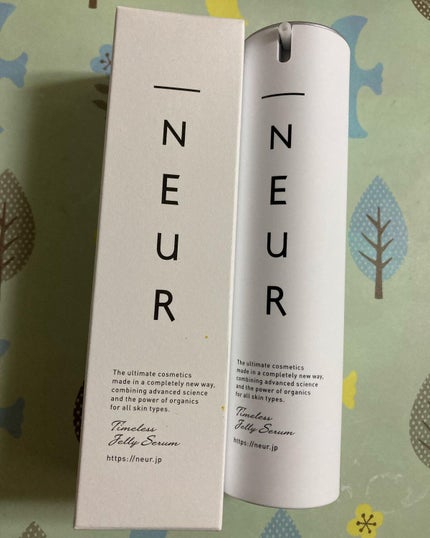 NEUR
The ultimate cosmetics
made in a completely new way,
combining advanced science
and the power of organics
for all skin types.
Timeless
Jelly Serum
https://neur.jp
NEUR
The ultimate cosmetics
made in a completely new way,
combining advanced science
and the power of organics
for all skin types.
Timeless
Jelly Serum
https://neur.jp